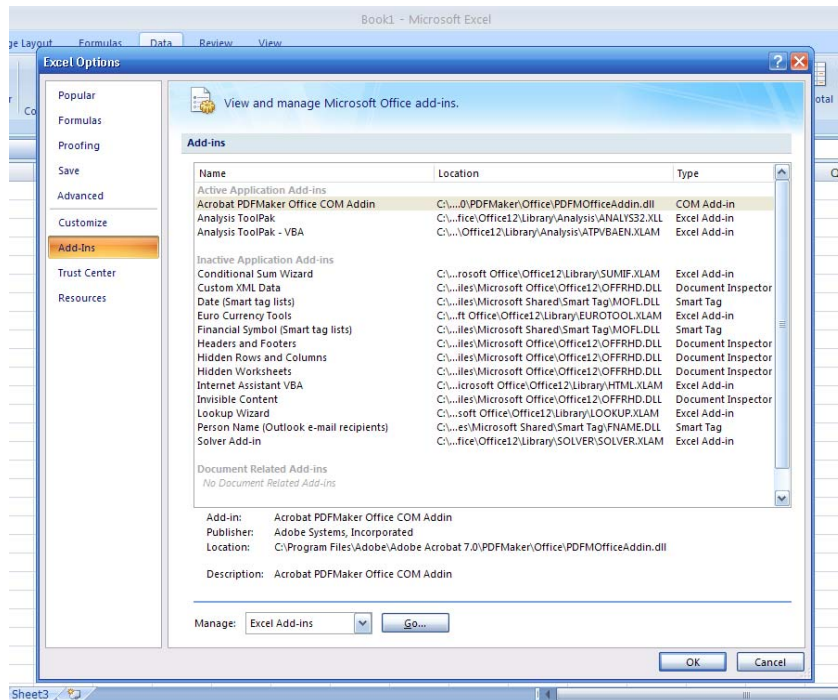 Book1 - Microsoft Excel
ge Layout Formulas Data Review View
Excel Options
Co
otal
Popular
Formulas
Proofing
Save
Advanced
Customize
Add-Ins
Trust Center
Resources
View and manage Microsoft Office add-ins.
Add-ins
Name Location Type
Active Application Add-ins
Acrobat PDFMaker Office COM Addin C:\...0\PDFMaker\Office\PDFMOfficeAddin.dll COM Add-in
Analysis ToolPak C:\...fice\Office12\Library\Analysis\ANALYS32.XLL Excel Add-in
Analysis ToolPak - VBA C:\...\Office12\Library\Analysis\ATPVBAEN.XLAM Excel Add-in
Inactive Application Add-ins
Conditional Sum Wizard C:\...rosoft Office\Office12\Library\SUMIF.XLAM Excel Add-in
Custom XML Data C:\...iles\Microsoft Office\Office12\OFFRHD.DLL Document Inspector
Date (Smart tag lists) C:\...iles\Microsoft Shared\Smart Tag\MOFL.DLL Smart Tag
Euro Currency Tools C:\...ft Office\Office12\Library\EUROTOOL.XLAM Excel Add-in
Financial Symbol (Smart tag lists) C:\...iles\Microsoft Shared\Smart Tag\MOFL.DLL Smart Tag
Headers and Footers C:\...iles\Microsoft Office\Office12\OFFRHD.DLL Document Inspector
Hidden Rows and Columns C:\...iles\Microsoft Office\Office12\OFFRHD.DLL Document Inspector
Hidden Worksheets C:\...iles\Microsoft Office\Office12\OFFRHD.DLL Document Inspector
Internet Assistant VBA C:\...icrosoft Office\Office12\Library\HTML.XLAM Excel Add-in
Invisible Content C:\...iles\Microsoft Office\Office12\OFFRHD.DLL Document Inspector
Lookup Wizard C:\...soft Office\Office12\Library\LOOKUP.XLAM Excel Add-in
Person Name (Outlook e-mail recipients) C:\...es\Microsoft Shared\Smart Tag\FNAME.DLL Smart Tag
Solver Add-in C:\...fice\Office12\Library\SOLVER\SOLVER.XLAM Excel Add-in
Document Related Add-ins
No Document Related Add-ins
Add-in: Acrobat PDFMaker Office COM Addin
Publisher: Adobe Systems, Incorporated
Location: C:\Program Files\Adobe\Adobe Acrobat 7.0\PDFMaker\Office\PDFMOfficeAddin.dll
Description: Acrobat PDFMaker Office COM Addin
Manage: Excel Add-ins Go...
OK Cancel
Sheet3